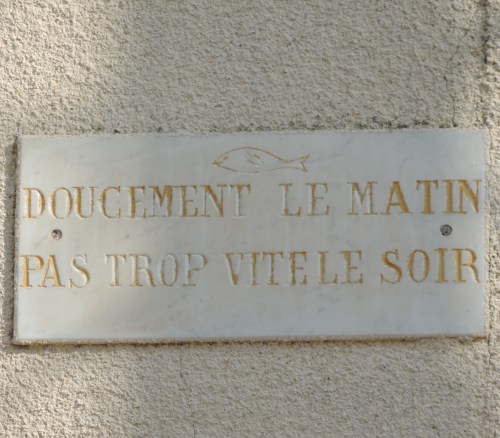 DOUCEMENT LE MATIN
PAS TROP VITE LE SOIR